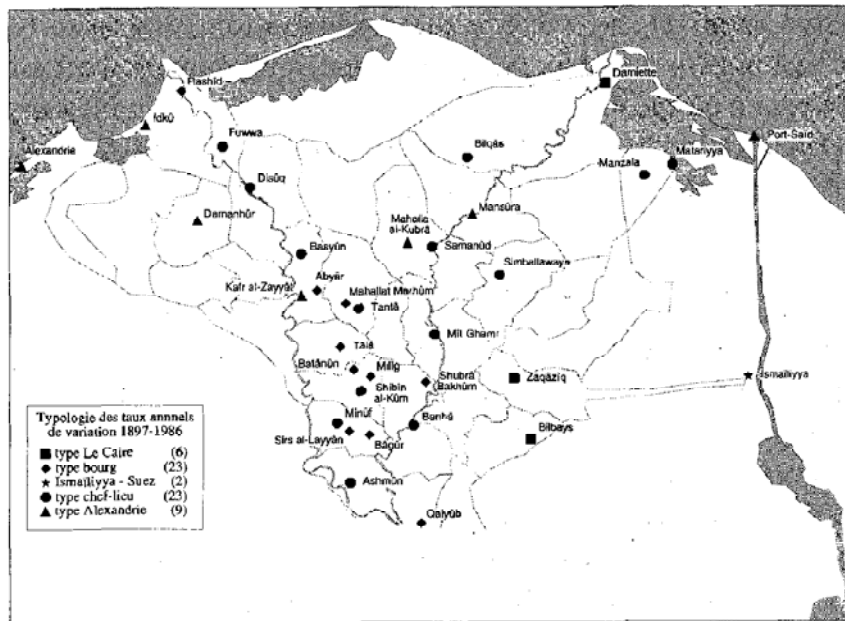 Rashîd
Damiette
Idkû
Port-Saïd
Fuwwa
Alexandrie
Bilqâs
Matariyya
Manzala
Disûq
Damanhûr
Mansûra
Mahalla
al-Kubrâ
Samanûd
Basyûn
Simballawayn
Abyâr
Kafr al-Zayyât
Mahallat Marhûm
Tantâ
Mît Ghamr
Talâ
Batânûn
Milîg
Zaqâzîq
Ismaïliyya
Shibîn
al-Kûm
Shubrâ
Bakhûm
Minûf
Banhâ
Bilbays
Sirs al-Layyân
Bâgûr
Ashmûn
Qalyûb
Typologie des taux annuels
de variation 1897-1986
type Le Caire (6)
type bourg (23)
Ismaïliyya - Suez (2)
type chef-lieu (23)
type Alexandrie (9)